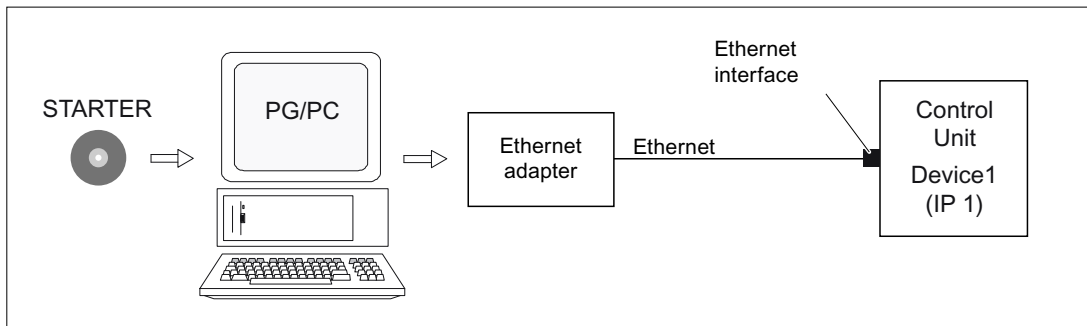 STARTER
PG/PC
Ethernet
adapter
Ethernet
Ethernet
interface
Control
Unit
Device1
(IP 1)